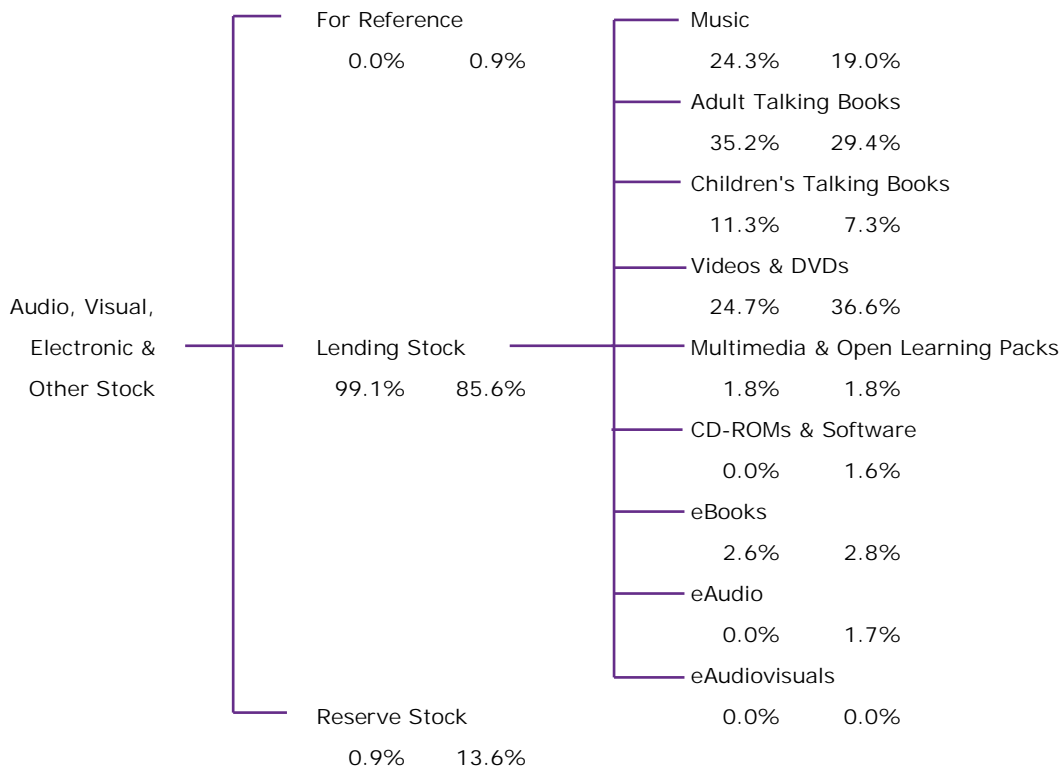 For Reference
0.0% 0.9%
Audio, Visual,
Electronic &
Other Stock
Lending Stock
99.1% 85.6%
Reserve Stock
0.9% 13.6%
Music
24.3% 19.0%
Adult Talking Books
35.2% 29.4%
Children's Talking Books
11.3% 7.3%
Videos & DVDs
24.7% 36.6%
Multimedia & Open Learning Packs
1.8% 1.8%
CD-ROMs & Software
0.0% 1.6%
eBooks
2.6% 2.8%
eAudio
0.0% 1.7%
eAudiovisuals
0.0% 0.0%